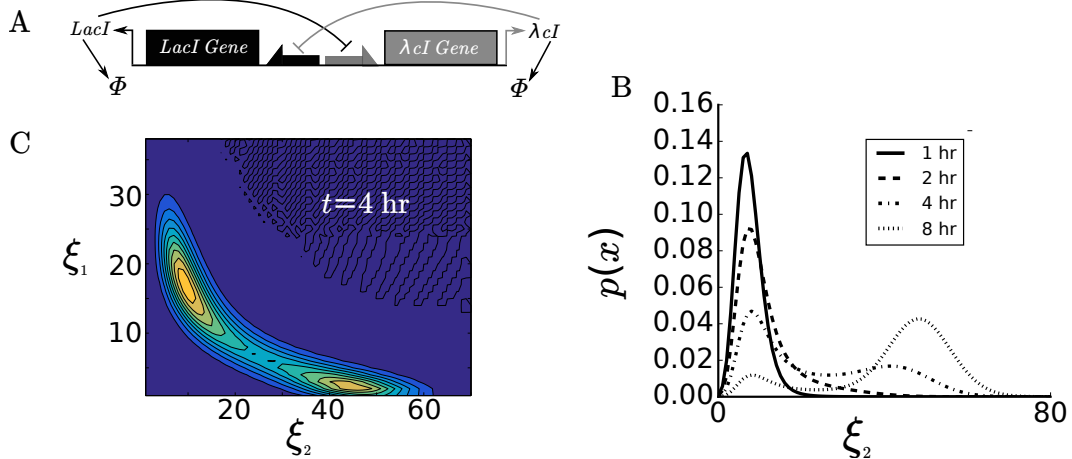 A
LacI
LacI Gene
λcI Gene
λcI
Φ
Φ
B
C
t=4 hr
30
20
10
ξ₁
20
40
60
ξ₂
0.16
0.14
0.12
0.10
0.08
0.06
0.04
0.02
0.00
p(x)
1 hr
2 hr
4 hr
8 hr
0
80
ξ₂